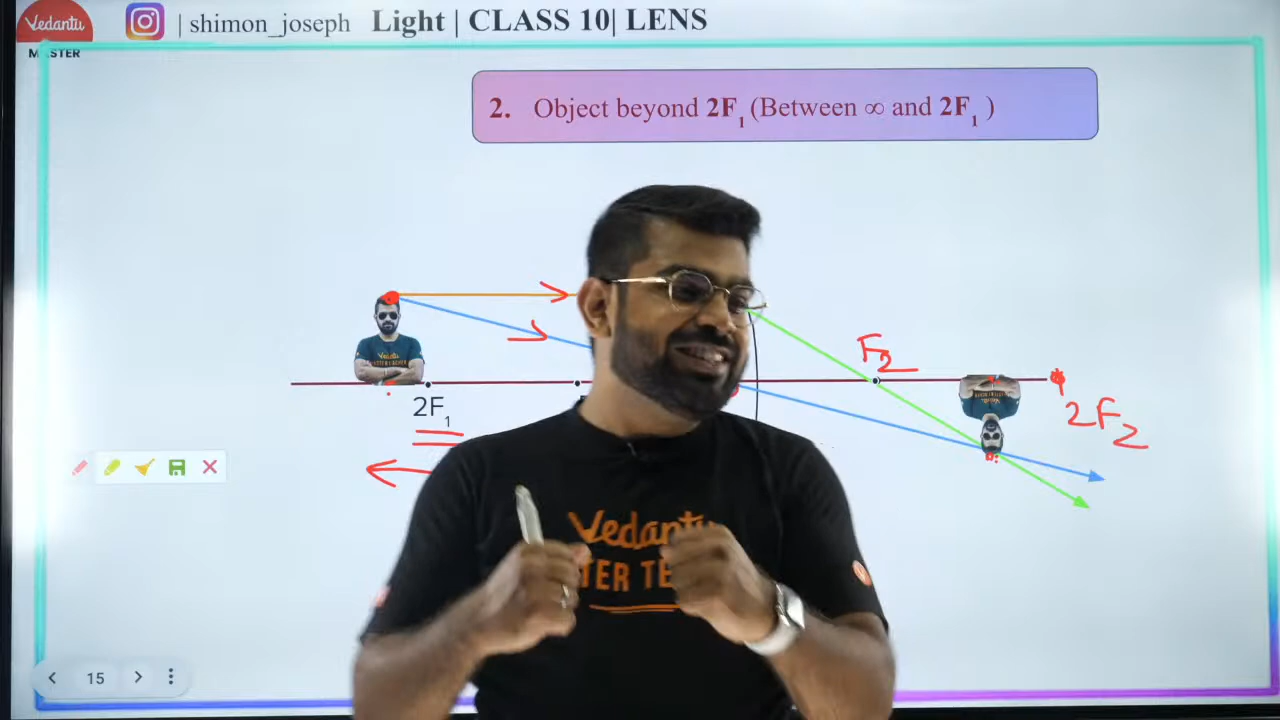 Vedantu
MASTER
| shimon_joseph
Light | CLASS 10| LENS
2. Object beyond 2F1 (Between ∞ and 2F1 )
F2
2F1
2F2
Vedantu
Vedantu
15